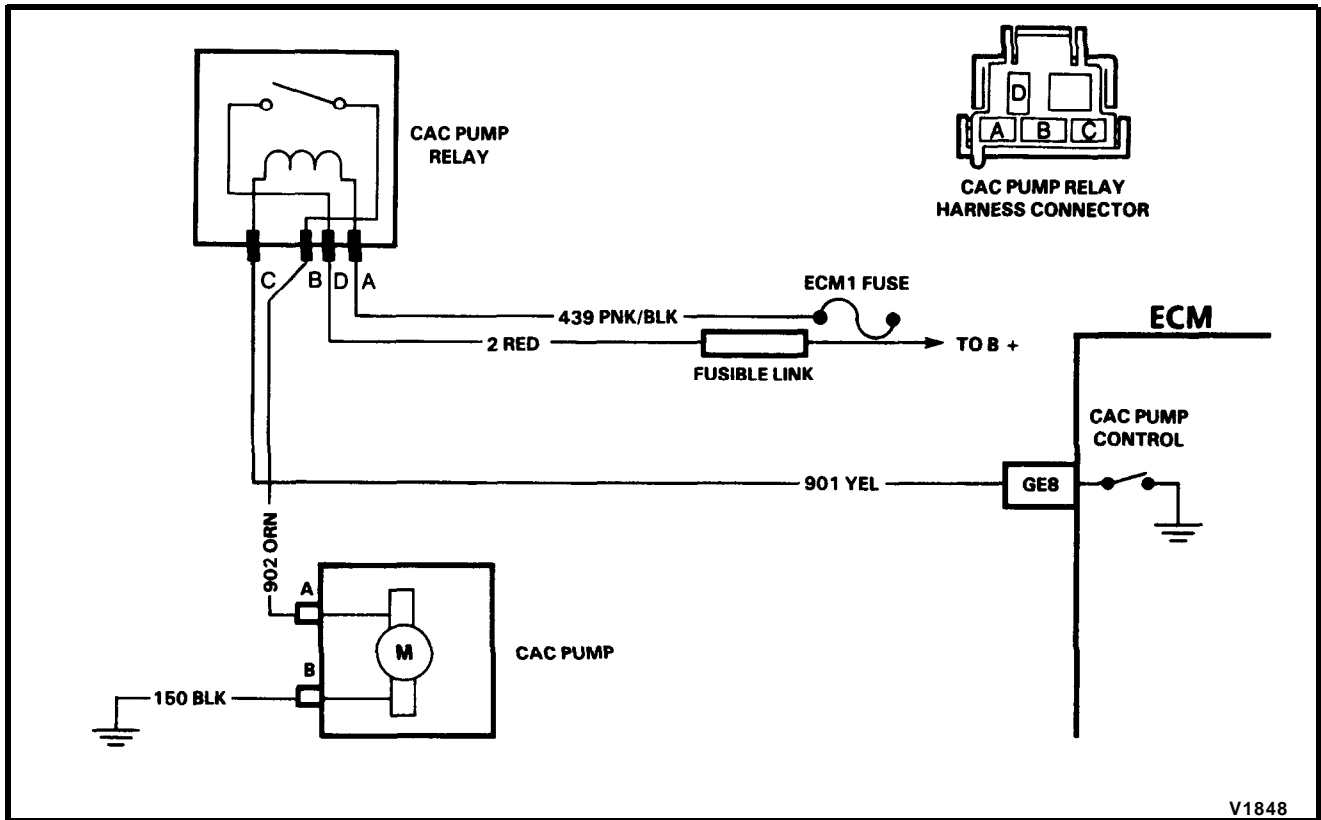 CAC PUMP
RELAY
C
B
D
A
D
A
B
C
CAC PUMP RELAY
HARNESS CONNECTOR
ECM1 FUSE
439 PNK/BLK
2 RED
TO B +
FUSIBLE LINK
ECM
CAC PUMP
CONTROL
901 YEL
GE8
902 ORN
A
M
CAC PUMP
B
150 BLK
V1848